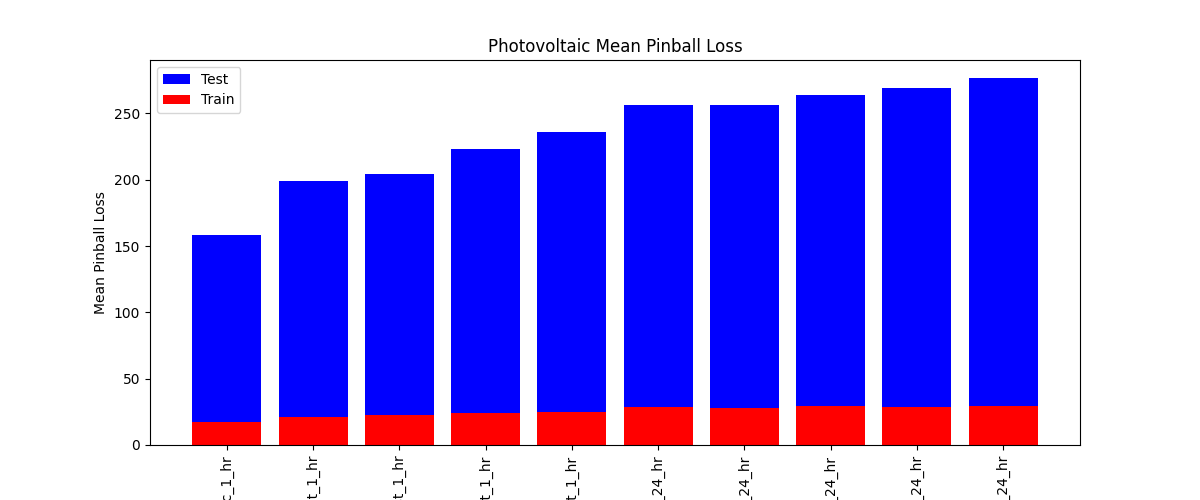 Photovoltaic Mean Pinball Loss
Test
Train
Mean Pinball Loss
250
200
150
100
50
0
c_1_hr
t_1_hr
t_1_hr
t_1_hr
t_1_hr
_24_hr
_24_hr
_24_hr
_24_hr
_24_hr